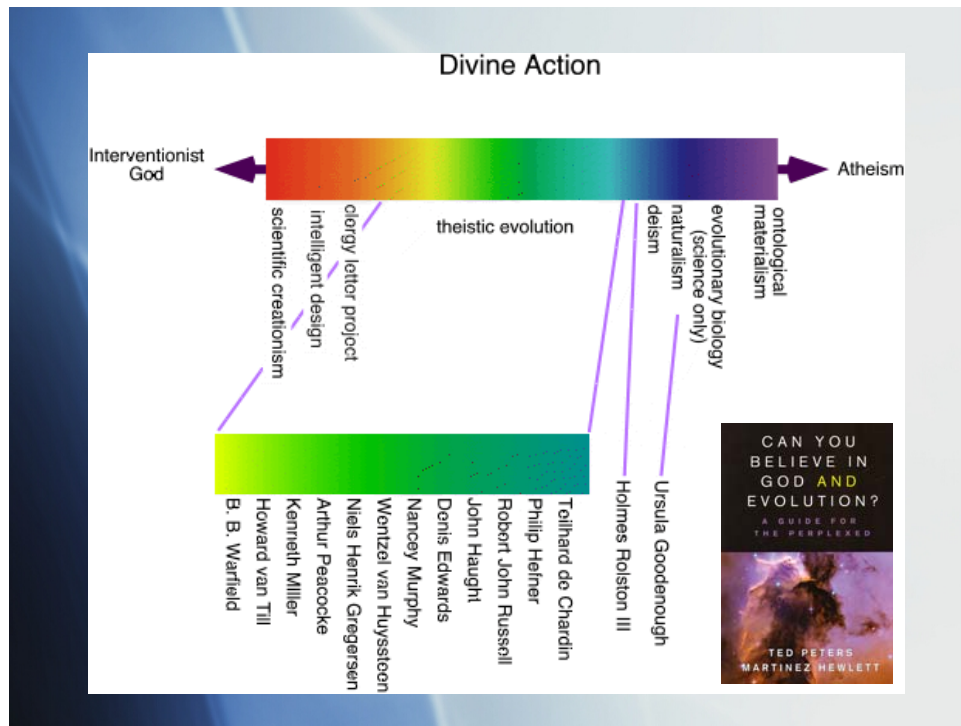 Divine Action
Interventionist
God
Atheism
scientific creationism
intelligent design
clergy letter project
theistic evolution
deism
naturalism
evolutionary biology
(science only)
ontological
materialism
B. B. Warfield
Howard van Till
Kenneth Miller
Arthur Peacocke
Niels Henrik Gregersen
Wentzel van Huyssteen
Nancey Murphy
Denis Edwards
John Haught
Robert John Russell
Philip Hefner
Teilhard de Chardin
Holmes Rolston III
Ursula Goodenough
CAN YOU
BELIEVE IN
GOD AND
EVOLUTION?
A GUIDE FOR
THE PERPLEXED
TED PETERS
MARTINEZ HEWLETT